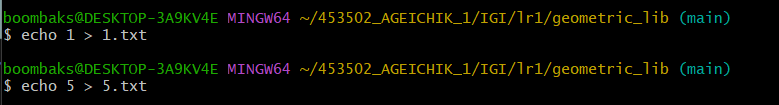 boombaks@DESKTOP-3A9KV4E MINGW64 ~/453502_AGEICHIK_1/IGI/lr1/geometric_lib (main)
$ echo 1 > 1.txt
boombaks@DESKTOP-3A9KV4E MINGW64 ~/453502_AGEICHIK_1/IGI/lr1/geometric_lib (main)
$ echo 5 > 5.txt